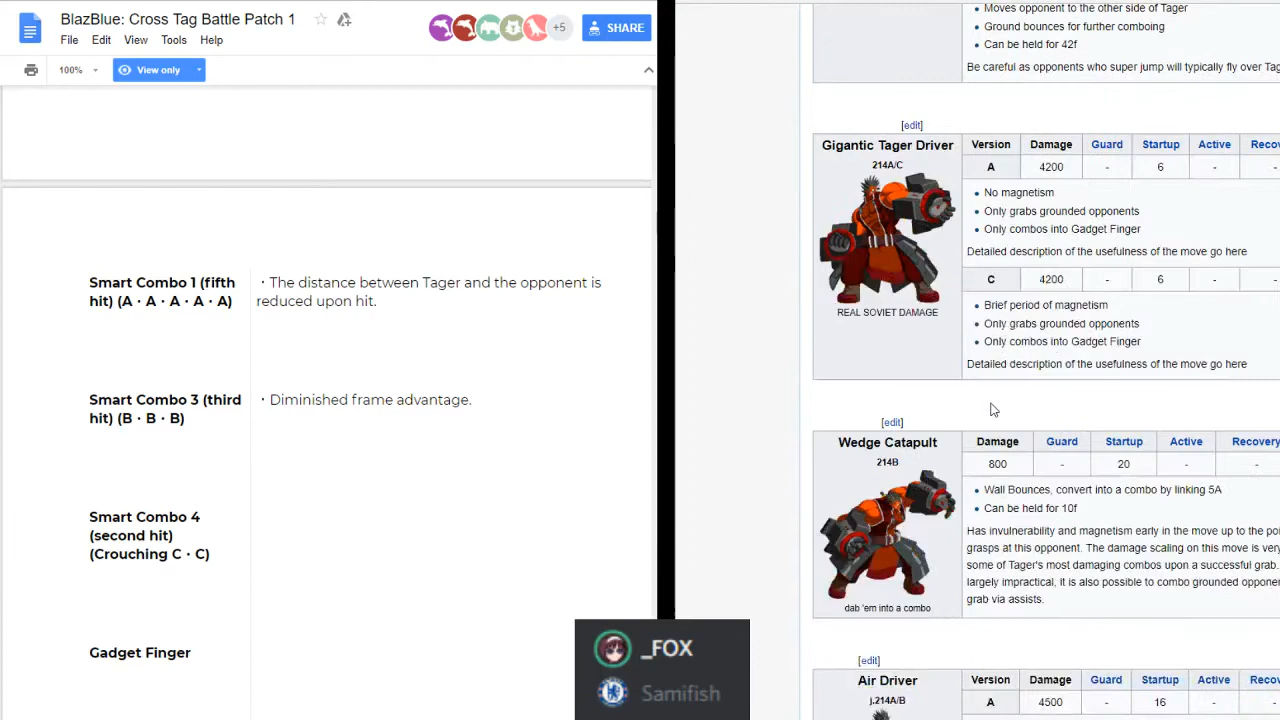 BlazBlue: Cross Tag Battle Patch 1
File Edit View Tools Help
+5
SHARE
100%
View only
Smart Combo 1 (fifth
hit) (A・A・A・A・A)
・The distance between Tager and the opponent is
reduced upon hit.
Smart Combo 3 (third
hit) (B・B・B)
・Diminished frame advantage.
Smart Combo 4
(second hit)
(Crouching C・C)
Gadget Finger
_FOX
Samifish
• Moves opponent to the other side of Tager
• Ground bounces for further comboing
• Can be held for 42f
Be careful as opponents who super jump will typically fly over Tag
[edit]
Gigantic Tager Driver
214A/C
REAL SOVIET DAMAGE
Version Damage Guard Startup Active Reco
A 4200 - 6 - -
• No magnetism
• Only grabs grounded opponents
• Only combos into Gadget Finger
Detailed description of the usefulness of the move go here
C 4200 - 6 - -
• Brief period of magnetism
• Only grabs grounded opponents
• Only combos into Gadget Finger
Detailed description of the usefulness of the move go here
[edit]
Wedge Catapult
214B
dab 'em into a combo
Damage Guard Startup Active Recovery
800 - 20 - -
• Wall Bounces, convert into a combo by linking 5A
• Can be held for 10f
Has invulnerability and magnetism early in the move up to the poi
grasps at this opponent. The damage scaling on this move is very
some of Tager's most damaging combos upon a successful grab.
largely impractical, it is also possible to combo grounded oppone
grab via assists.
[edit]
Air Driver
j.214A/B
Version Damage Guard Startup Active Reco
A 4500 - 16 - -